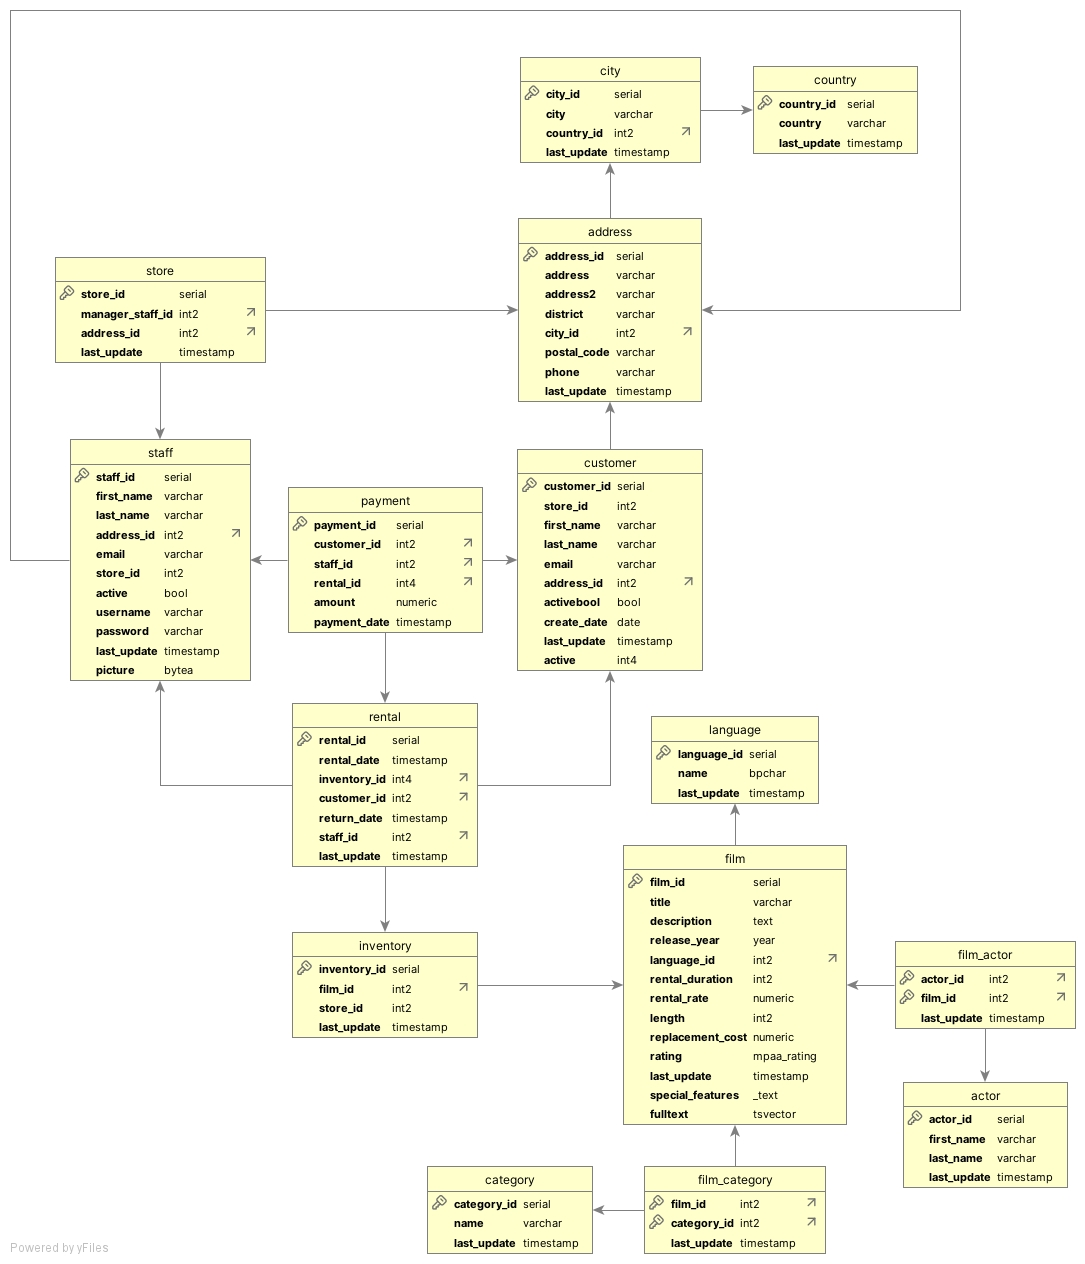 city
city_id serial
city varchar
country_id int2
last_update timestamp
country
country_id serial
country varchar
last_update timestamp
address
address_id serial
address varchar
address2 varchar
district varchar
city_id int2
postal_code varchar
phone varchar
last_update timestamp
store
store_id serial
manager_staff_id int2
address_id int2
last_update timestamp
staff
staff_id serial
first_name varchar
last_name varchar
address_id int2
email varchar
store_id int2
active bool
username varchar
password varchar
last_update timestamp
picture bytea
payment
payment_id serial
customer_id int2
staff_id int2
rental_id int4
amount numeric
payment_date timestamp
customer
customer_id serial
store_id int2
first_name varchar
last_name varchar
email varchar
address_id int2
activebool bool
create_date date
last_update timestamp
active int4
rental
rental_id serial
rental_date timestamp
inventory_id int4
customer_id int2
return_date timestamp
staff_id int2
last_update timestamp
language
language_id serial
name bpchar
last_update timestamp
inventory
inventory_id serial
film_id int2
store_id int2
last_update timestamp
film
film_id serial
title varchar
description text
release_year year
language_id int2
rental_duration int2
rental_rate numeric
length int2
replacement_cost numeric
rating mpaa_rating
last_update timestamp
special_features _text
fulltext tsvector
film_actor
actor_id int2
film_id int2
last_update timestamp
actor
actor_id serial
first_name varchar
last_name varchar
last_update timestamp
category
category_id serial
name varchar
last_update timestamp
film_category
film_id int2
category_id int2
last_update timestamp
Powered by yFiles